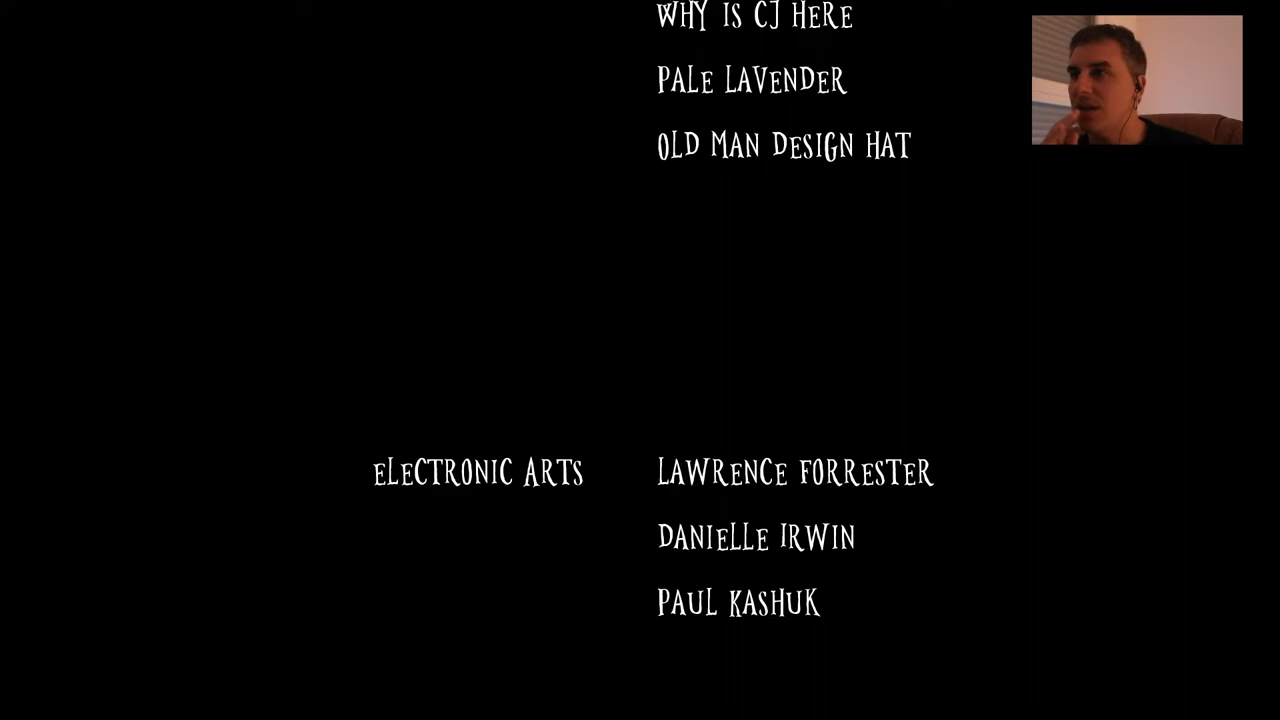 WHY IS CJ HERE
PALE LAVENDER
OLD MAN DESIGN HAT
ELECTRONIC ARTS LAWRENCE FORRESTER
DANIELLE IRWIN
PAUL KASHUK